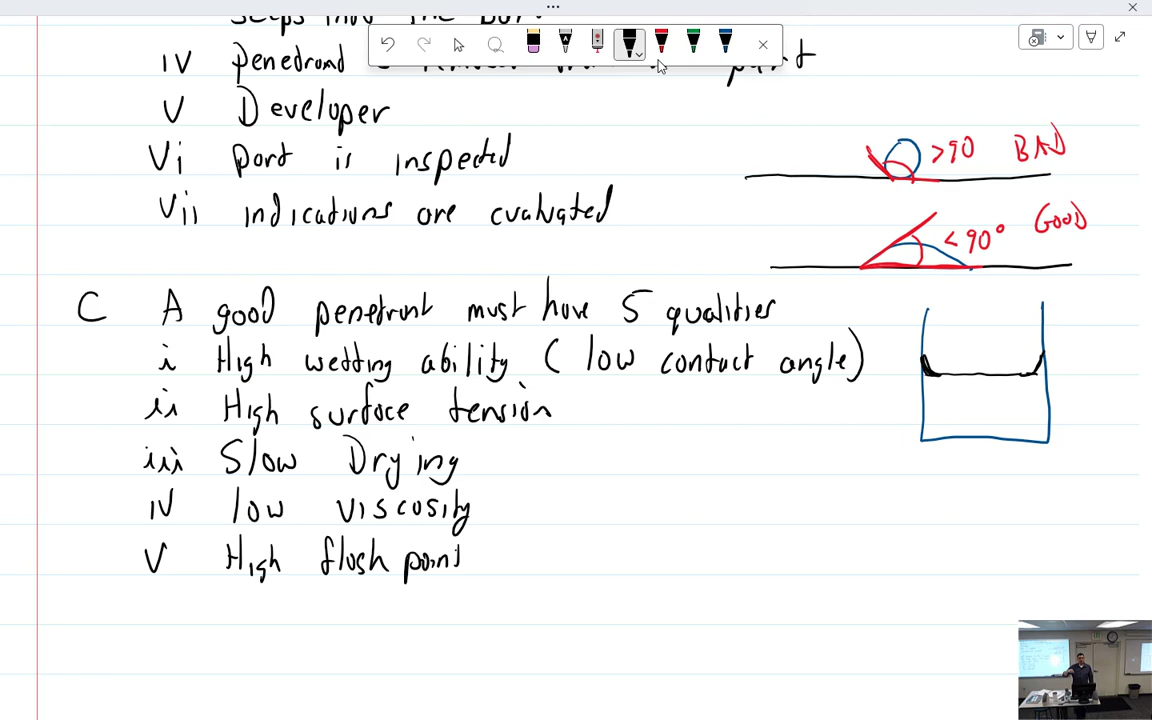 iv penedrand part
v Developer
vi part is inspected
vii indications are evaluated
>90 BAD
<90° GOOD
C A good penetrant must have 5 qualities
i High wetting ability ( low contact angle)
ii High surface tension
iii Slow Drying
iv low viscosity
v High flash point